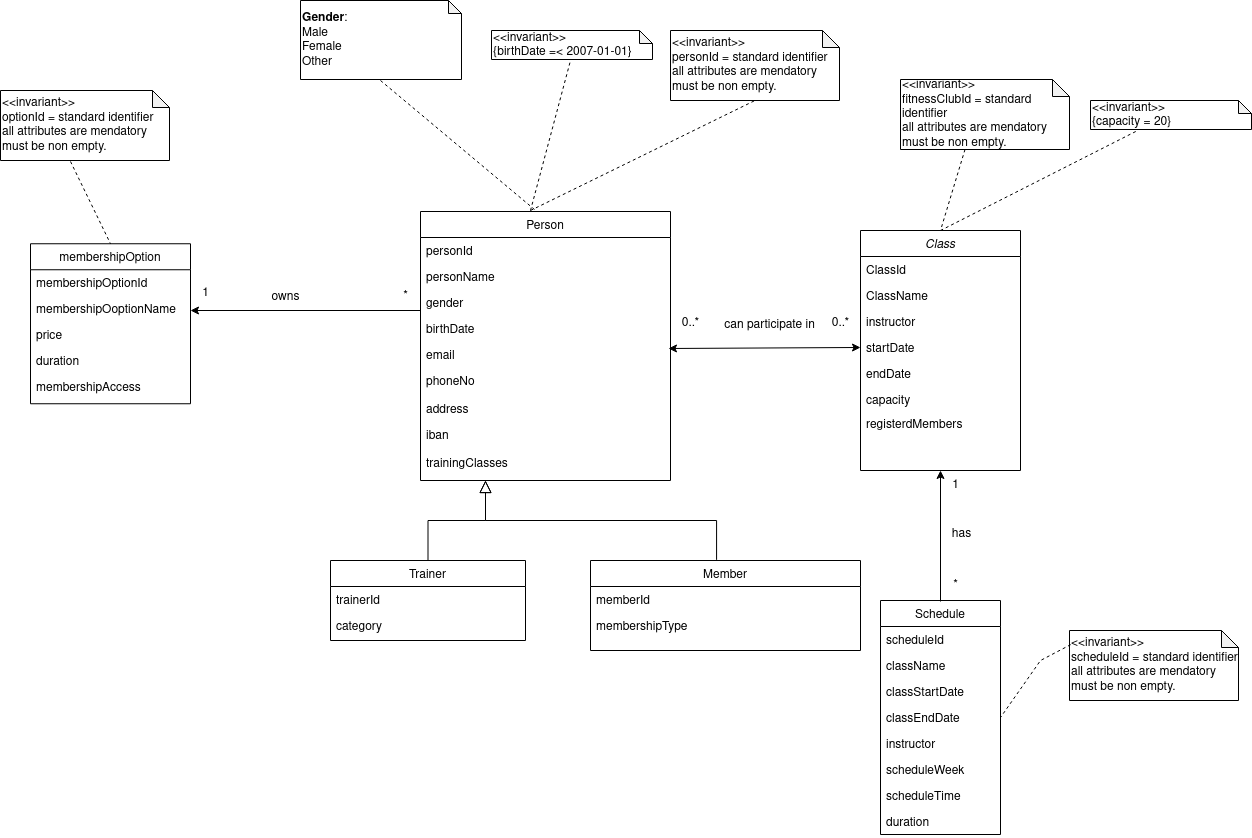 Gender:
Male
Female
Other
<<invariant>>
{birthDate =< 2007-01-01}
<<invariant>>
personId = standard identifier
all attributes are mendatory
must be non empty.
<<invariant>>
fitnessClubId = standard
identifier
all attributes are mendatory
must be non empty.
<<invariant>>
{capacity = 20}
<<invariant>>
optionId = standard identifier
all attributes are mendatory
must be non empty.
membershipOption
membershipOptionId
membershipOoptionName
price
duration
membershipAccess
1
owns
*
Person
personId
personName
gender
birthDate
email
phoneNo
address
iban
trainingClasses
0..*
can participate in
0..*
Class
ClassId
ClassName
instructor
startDate
endDate
capacity
registerdMembers
1
has
*
Trainer
trainerId
category
Member
memberId
membershipType
Schedule
scheduleId
className
classStartDate
classEndDate
instructor
scheduleWeek
scheduleTime
duration
<<invariant>>
scheduleId = standard identifier
all attributes are mendatory
must be non empty.